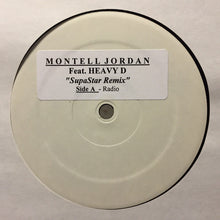 MONTELL JORDAN
Feat. HEAVY D
"SupaStar Remix"
Side A - Radio